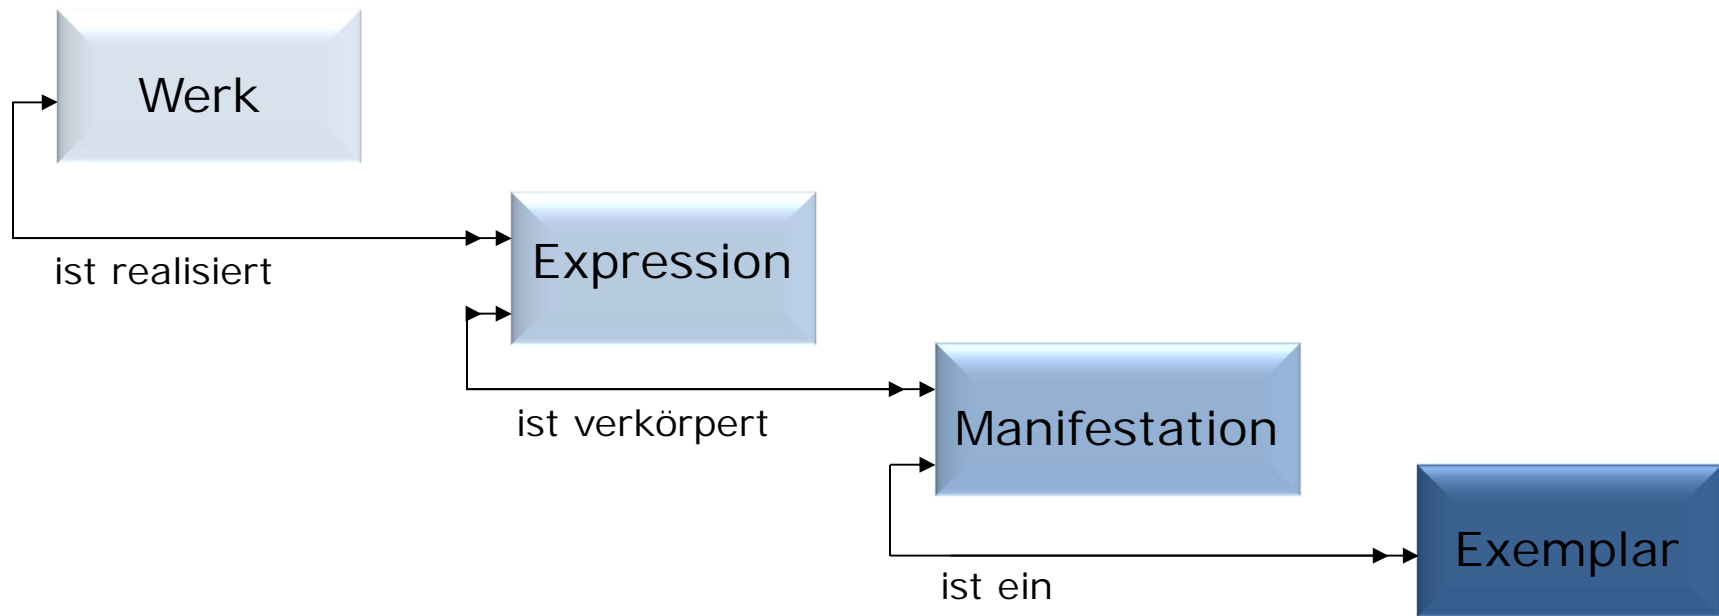 Werk
ist realisiert
Expression
ist verkörpert
Manifestation
ist ein
Exemplar